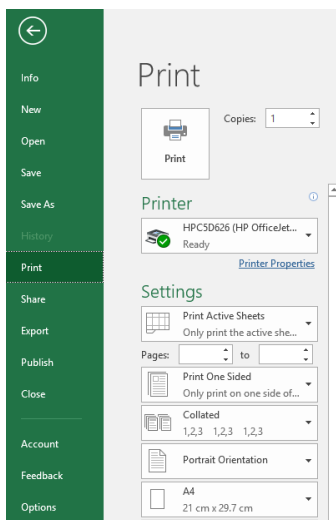 Info
New
Open
Save
Save As
History
Print
Share
Export
Publish
Close
Account
Feedback
Options
Print
Copies: 1
Print
Printer
HPC5D626 (HP OfficeJet...
Ready
Printer Properties
Settings
Print Active Sheets
Only print the active she...
Pages: to
Print One Sided
Only print on one side of...
Collated
1,2,3 1,2,3 1,2,3
Portrait Orientation
A4
21 cm x 29.7 cm